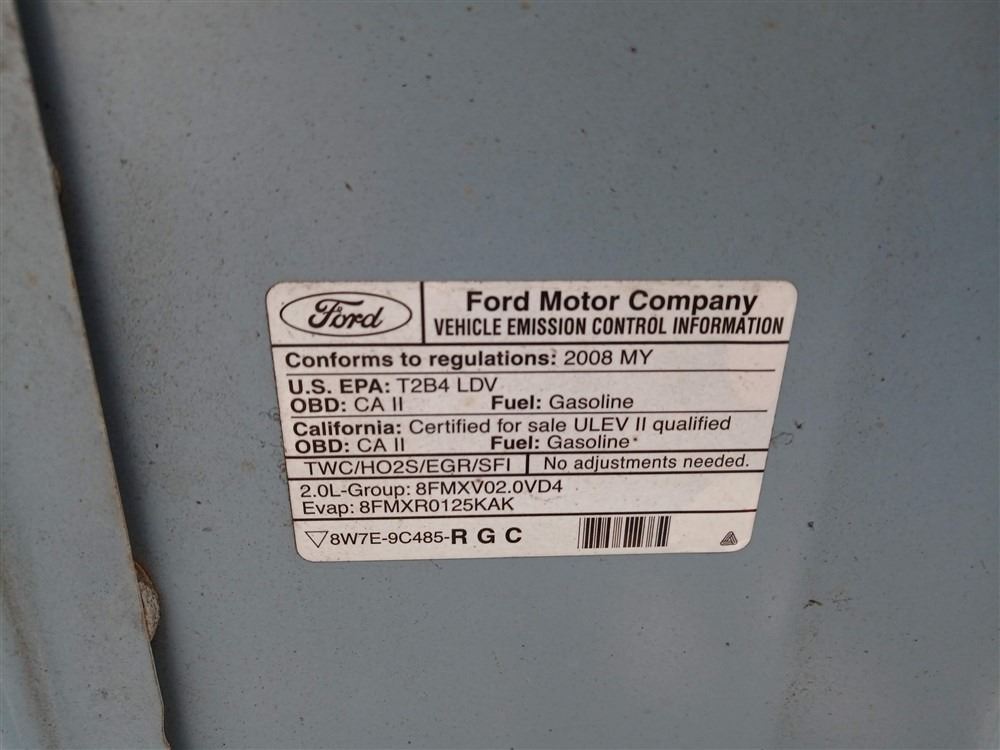 Ford
Ford Motor Company
VEHICLE EMISSION CONTROL INFORMATION
Conforms to regulations: 2008 MY
U.S. EPA: T2B4 LDV
OBD: CA II Fuel: Gasoline
California: Certified for sale ULEV II qualified
OBD: CA II Fuel: Gasoline
TWC/HO2S/EGR/SFI No adjustments needed.
2.0L-Group: 8FMXV02.0VD4
Evap: 8FMXR0125KAK
8W7E-9C485-R G C